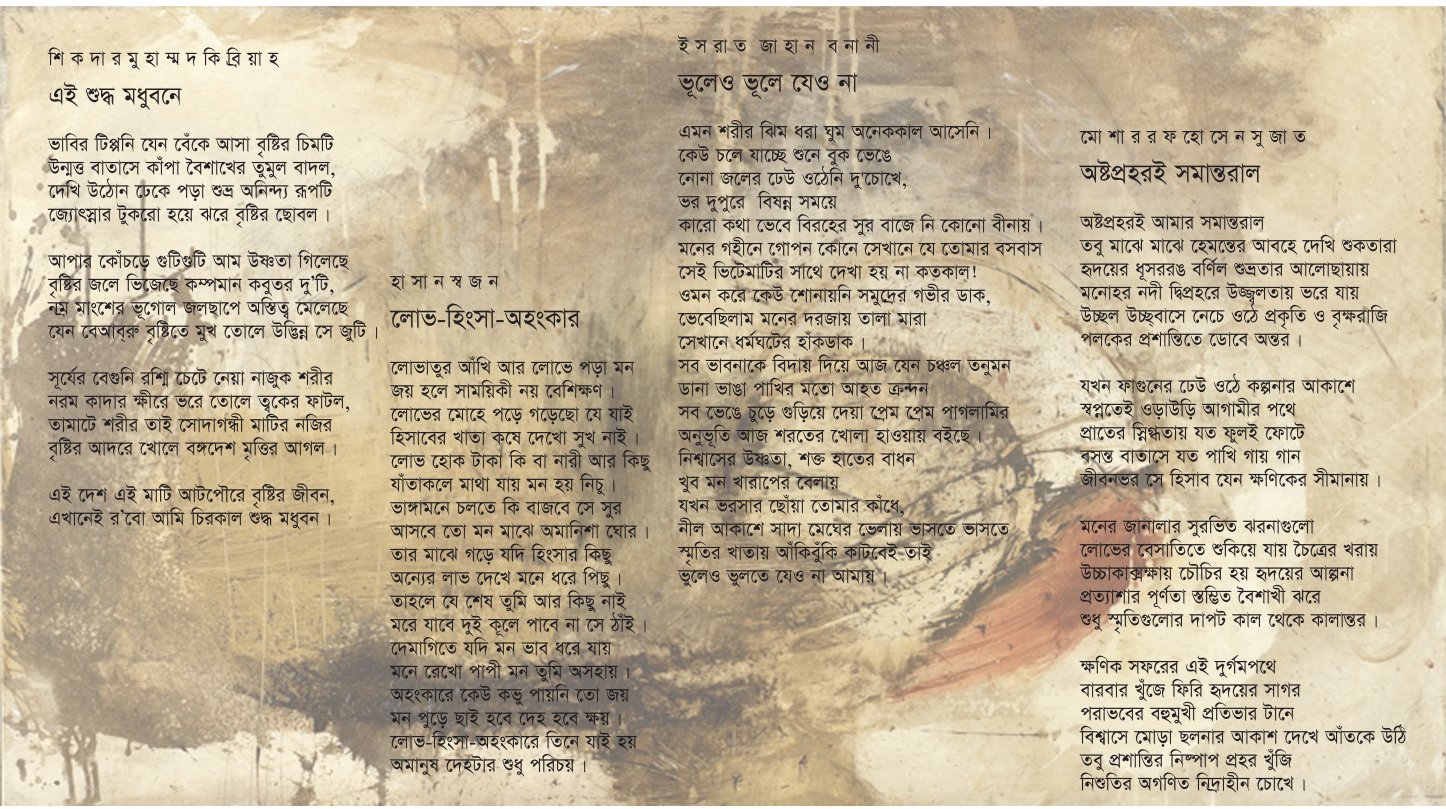 শি ক দা র মু হা ম্ম দ কি ব্রি য়া হ
এই শুদ্ধ মধুবনে
ভাবির টিপ্পনি যেন বেঁকে আসা বৃষ্টির চিমটি
উন্মত্ত বাতাসে কাঁপা বৈশাখের তুমুল বাদল,
দেখি উঠোন ঢেকে পড়া শুভ্র অনিন্দ্য রূপটি
জ্যোৎস্নার টুকরো হয়ে ঝরে বৃষ্টির ছোবল।
আপার কোঁচড়ে গুটিগুটি আম উষ্ণতা গিলেছে
বৃষ্টির জলে ভিজেছে কম্পমান কবুতর দু'টি,
নম্র মাংশের ভূগোল জলছাপে অস্তিত্ব মেলেছে
যেন বেআব্রু বৃষ্টিতে মুখ তোলে উদ্ভিন্ন সে জুটি।
সূর্যের বেগুনি রশ্মি চেটে নেয়া নাজুক শরীর
নরম কাদার ক্ষীরে ভরে তোলে ত্বকের ফাটল,
তামাটে শরীর তাই সোদাগন্ধী মাটির নজির
বৃষ্টির আদরে খোলে বঙ্গদেশ মৃত্তির আগল।
এই দেশ এই মাটি আটপৌরে বৃষ্টির জীবন,
এখানেই র'বো আমি চিরকাল শুদ্ধ মধুবন।
হা সা ন স্ব জ ন
লোভ-হিংসা-অহংকার
লোভাতুর আঁখি আর লোভে পড়া মন
জয় হলে সাময়িকী নয় বেশিক্ষণ।
লোভের মোহে পড়ে গড়েছো যে যাই
হিসাবের খাতা কষে দেখো সুখ নাই।
লোভ হোক টাকা কি বা নারী আর কিছু
যাঁতাকলে মাথা যায় মন হয় নিচু।
ভাঙ্গামনে চলতে কি বাজবে সে সুর
আসবে তো মন মাঝে অমানিশা ঘোর।
তার মাঝে গড়ে যদি হিংসার কিছু
অন্যের লাভ দেখে মনে ধরে পিছু।
তাহলে যে শেষ তুমি আর কিছু নাই
মরে যাবে দুই কূলে পাবে না সে ঠাঁই।
দেমাগিতে যদি মন ভাব ধরে যায়
মনে রেখো পাপী মন তুমি অসহায়।
অহংকারে কেউ কভু পায়নি তো জয়
মন পুড়ে ছাই হবে দেহ হবে ক্ষয়।
লোভ-হিংসা-অহংকারে তিনে যাই হয়
অমানুষ দেহটার শুধু পরিচয়।
ই স রা ত জা হা ন ব না নী
ভূলেও ভূলে যেও না
এমন শরীর ঝিম ধরা ঘুম অনেককাল আসেনি।
কেউ চলে যাচ্ছে শুনে বুক ভেঙে
নোনা জলের ঢেউ ওঠেনি দু'চোখে,
ভর দুপুরে বিষন্ন সময়ে
কারো কথা ভেবে বিরহের সুর বাজে নি কোনো বীনায়।
মনের গহীনে গোপন কোনে সেখানে যে তোমার বসবাস
সেই ভিটেমাটির সাথে দেখা হয় না কতকাল!
ওমন করে কেউ শোনায়নি সমুদ্রের গভীর ডাক,
ভেবেছিলাম মনের দরজায় তালা মারা
সেখানে ধর্মঘটের হাঁকডাক।
সব ভাবনাকে বিদায় দিয়ে আজ যেন চঞ্চল তনুমন
ডানা ভাঙা পাখির মতো আহত ক্রন্দন
সব ভেঙে চুড়ে গুড়িয়ে দেয়া প্রেম প্রেম পাগলামির
অনুভূতি আজ শরতের খোলা হাওয়ায় বইছে।
নিশ্বাসের উষ্ণতা, শক্ত হাতের বাধন
খুব মন খারাপের বেলায়
যখন ভরসার ছোঁয়া তোমার কাঁধে,
নীল আকাশে সাদা মেঘের ভেলায় ভাসতে ভাসতে
স্মৃতির খাতায় আঁকিবুঁকি কাটবেই তাই
ভুলেও ভুলতে যেও না আমায়।
মো শা র র ফ হো সে ন সু জা ত
অষ্টপ্রহরই সমান্তরাল
অষ্টপ্রহরই আমার সমান্তরাল
তবু মাঝে মাঝে হেমন্তের আবহে দেখি শুকতারা
হৃদয়ের ধূসররঙ বর্ণিল শুভ্রতার আলোছায়ায়
মনোহর নদী দ্বিপ্রহরে উজ্জ্বলতায় ভরে যায়
উচ্ছল উচ্ছ্বাসে নেচে ওঠে প্রকৃতি ও বৃক্ষরাজি
পলকের প্রশান্তিতে ডোবে অন্তর।
যখন ফাগুনের ঢেউ ওঠে কল্পনার আকাশে
স্বপ্নতেই ওড়াউড়ি আগামীর পথে
প্রাতের স্নিগ্ধতায় যত ফুলই ফোটে
বসন্ত বাতাসে যত পাখি গায় গান
জীবনভর সে হিসাব যেন ক্ষণিকের সীমানায়।
মনের জানালার সুরভিত ঝরনাগুলো
লোভের বেসাতিতে শুকিয়ে যায় চৈত্রের খরায়
উচ্চাকাঙ্ক্ষায় চৌচির হয় হৃদয়ের আল্পনা
প্রত্যাশার পূর্ণতা স্তম্ভিত বৈশাখী ঝরে
শুধু স্মৃতিগুলোর দাপট কাল থেকে কালান্তর।
ক্ষণিক সফরের এই দুর্গমপথে
বারবার খুঁজে ফিরি হৃদয়ের সাগর
পরাভবের বহুমুখী প্রতিভার টানে
বিশ্বাসে মোড়া ছলনার আকাশ দেখে আঁতকে উঠি
তবু প্রশান্তির নিষ্পাপ প্রহর খুঁজি
নিশুতির অগণিত নিদ্রাহীন চোখে।